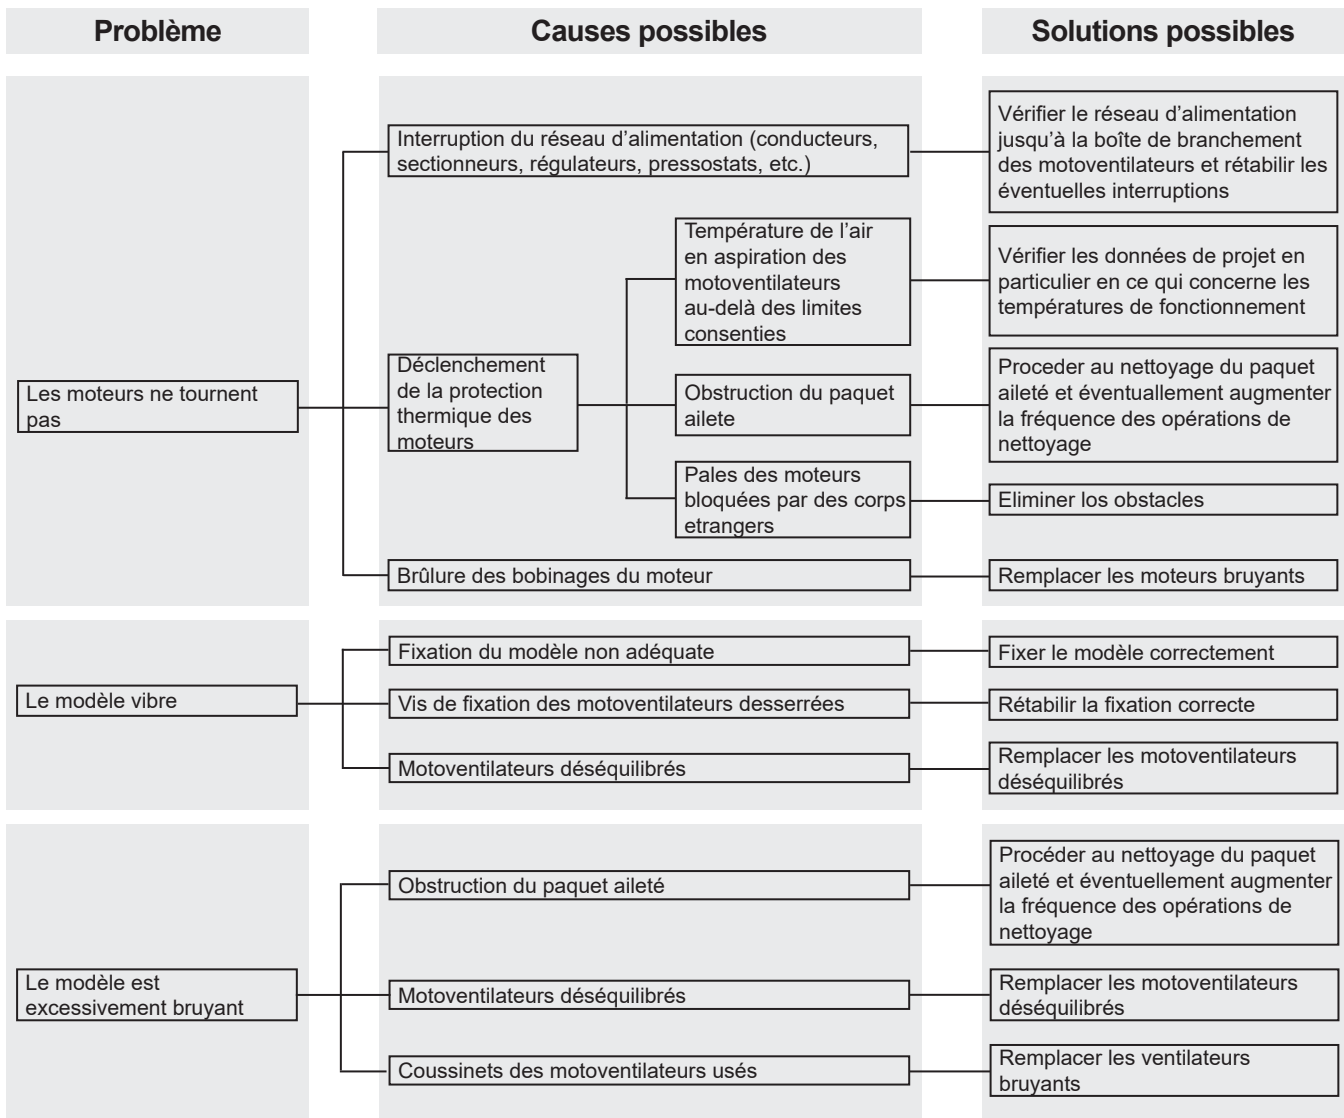 Problème
Causes possibles
Solutions possibles
Les moteurs ne tournent
pas
Interruption du réseau d’alimentation (conducteurs,
sectionneurs, régulateurs, pressostats, etc.)
Vérifier le réseau d’alimentation
jusqu’à la boîte de branchement
des motoventilateurs et rétabilir les
éventuelles interruptions
Déclenchement
de la protection
thermique des
moteurs
Température de l’air
en aspiration des
motoventilateurs
au-delà des limites
consenties
Vérifier les données de projet en
particulier en ce qui concerne les
températures de fonctionnement
Obstruction du paquet
ailete
Proceder au nettoyage du paquet
aileté et éventuallement augmenter
la fréquence des opérations de
nettoyage
Pales des moteurs
bloquées par des corps
etrangers
Eliminer los obstacles
Brûlure des bobinages du moteur
Remplacer les moteurs bruyants
Le modèle vibre
Fixation du modèle non adéquate
Fixer le modèle correctement
Vis de fixation des motoventilateurs desserrées
Rétabilir la fixation correcte
Motoventilateurs déséquilibrés
Remplacer les motoventilateurs
déséquilibrés
Le modèle est
excessivement bruyant
Obstruction du paquet aileté
Procéder au nettoyage du paquet
aileté et éventuellement augmenter
la fréquence des opérations de
nettoyage
Motoventilateurs déséquilibrés
Remplacer les motoventilateurs
déséquilibrés
Coussinets des motoventilateurs usés
Remplacer les ventilateurs
bruyants